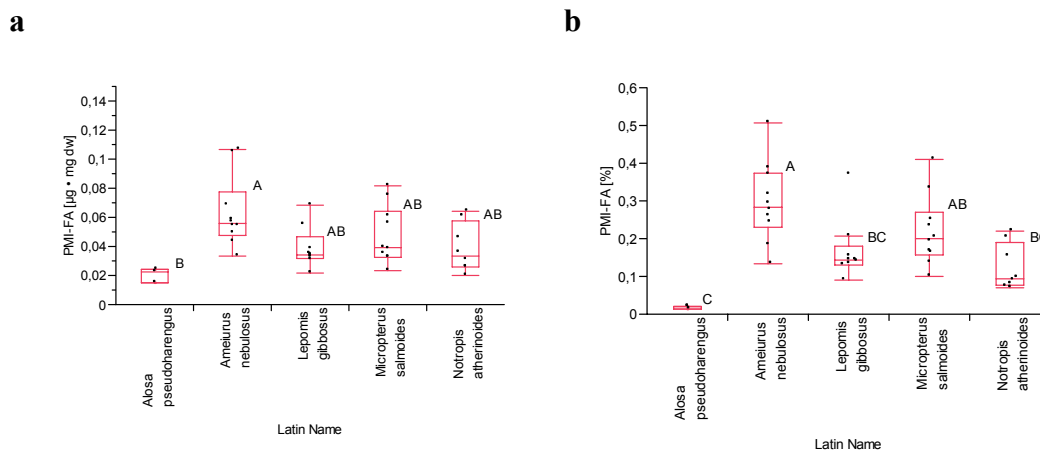 a
PMI-FA [µg • mg dw]
0,14
0,12
0,1
0,08
0,06
0,04
0,02
0
B
A
AB
AB
AB
Alosa
pseudoharengus
Ameiurus
nebulosus
Lepomis
gibbosus
Micropterus
salmoides
Notropis
atherinoides
Latin Name
b
PMI-FA [%]
0,6
0,5
0,4
0,3
0,2
0,1
0
C
A
BC
AB
BC
Alosa
pseudoharengus
Ameiurus
nebulosus
Lepomis
gibbosus
Micropterus
salmoides
Notropis
atherinoides
Latin Name